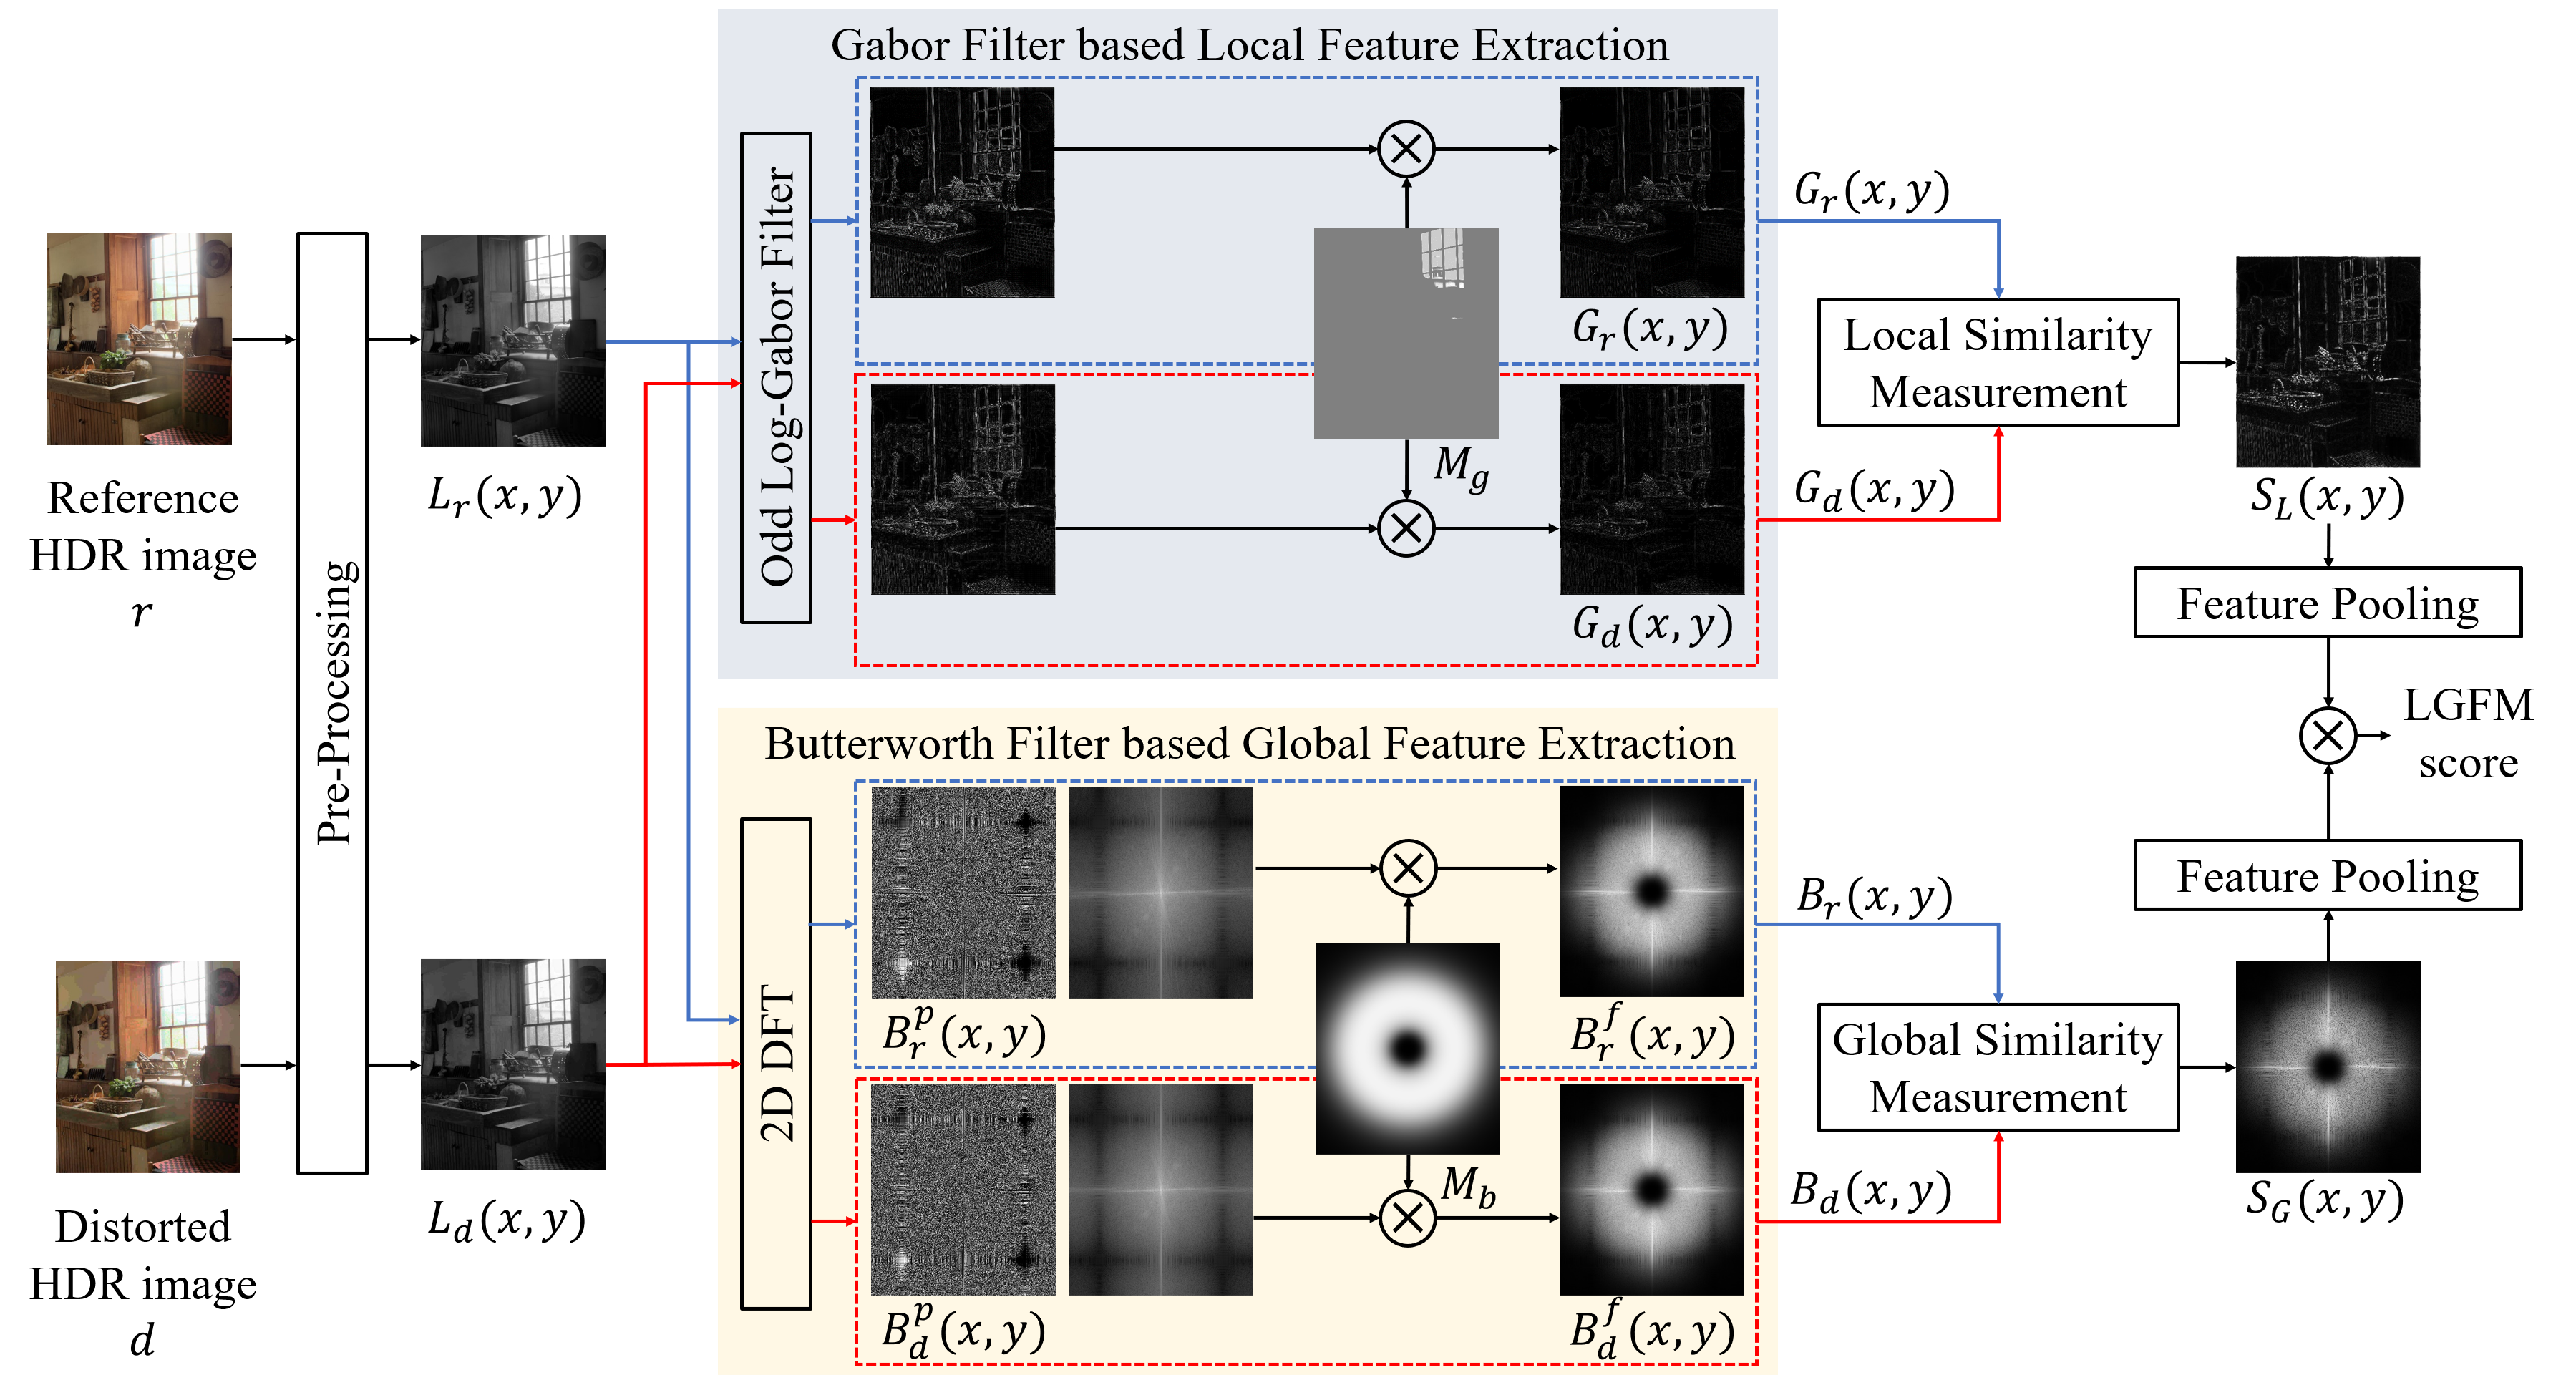 Gabor Filter based Local Feature Extraction
Reference
HDR image
r
Pre-Processing
L_r(x, y)
Odd Log-Gabor Filter
G_r(x, y)
M_g
G_d(x, y)
G_r(x, y)
G_d(x, y)
Local Similarity
Measurement
S_L(x, y)
Feature Pooling
LGFM
score
Feature Pooling
Distorted
HDR image
d
L_d(x, y)
Butterworth Filter based Global Feature Extraction
2D DFT
B_r^p(x, y)
B_r^f(x, y)
M_b
B_d^p(x, y)
B_d^f(x, y)
B_r(x, y)
B_d(x, y)
Global Similarity
Measurement
S_G(x, y)